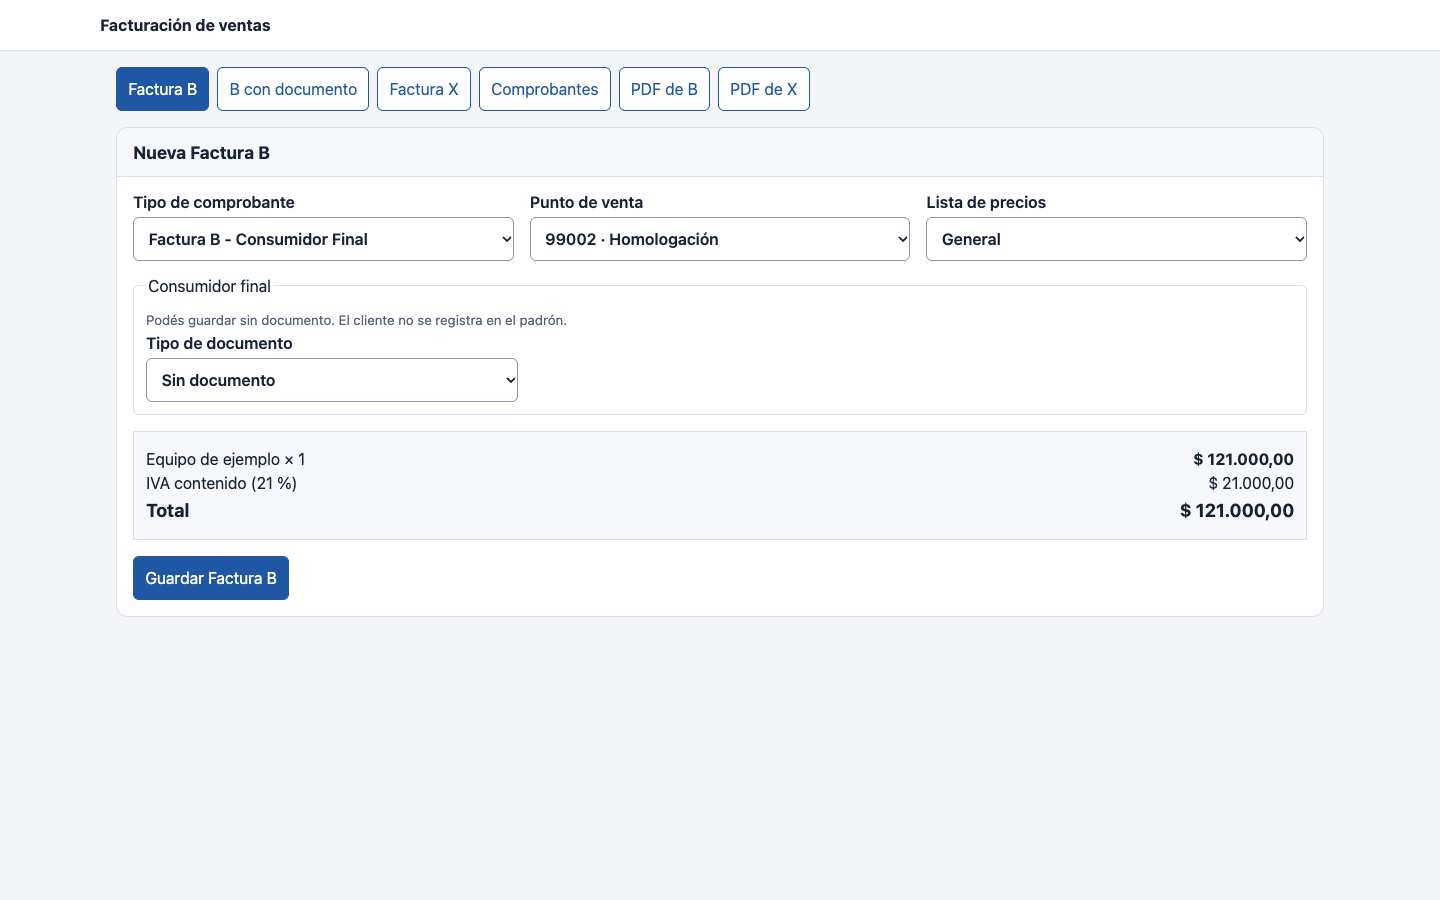 Facturación de ventas
Factura B
B con documento
Factura X
Comprobantes
PDF de B
PDF de X
Nueva Factura B
Tipo de comprobante
Punto de venta
Lista de precios
Factura B - Consumidor Final
99002 · Homologación
General
Consumidor final
Podés guardar sin documento. El cliente no se registra en el padrón.
Tipo de documento
Sin documento
Equipo de ejemplo × 1 $ 121.000,00
IVA contenido (21 %) $ 21.000,00
Total $ 121.000,00
Guardar Factura B